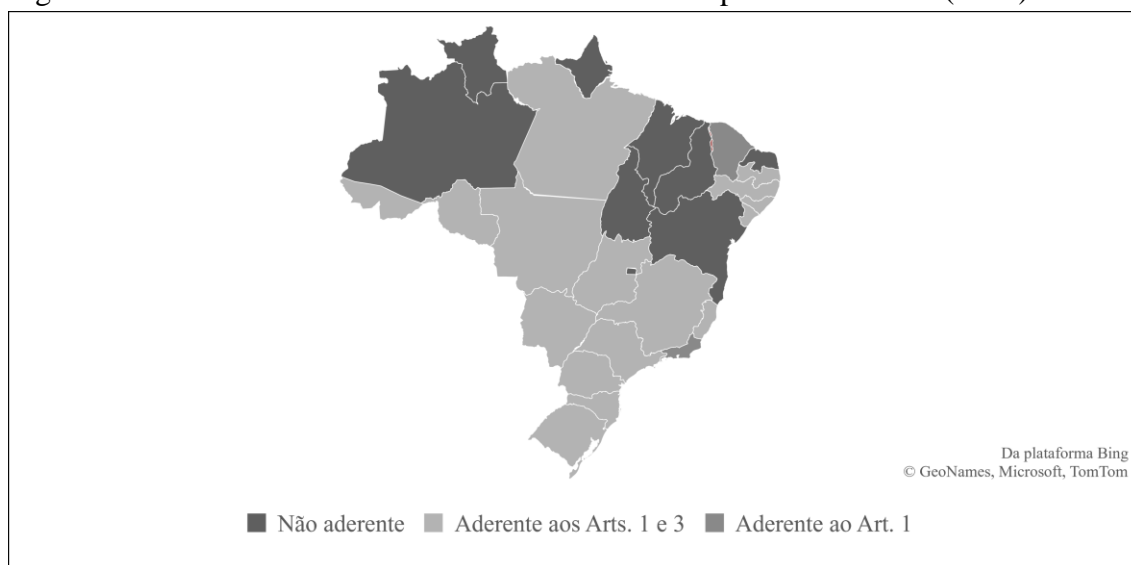 Da plataforma Bing
© GeoNames, Microsoft, TomTom
Não aderente Aderente aos Arts. 1 e 3 Aderente ao Art. 1